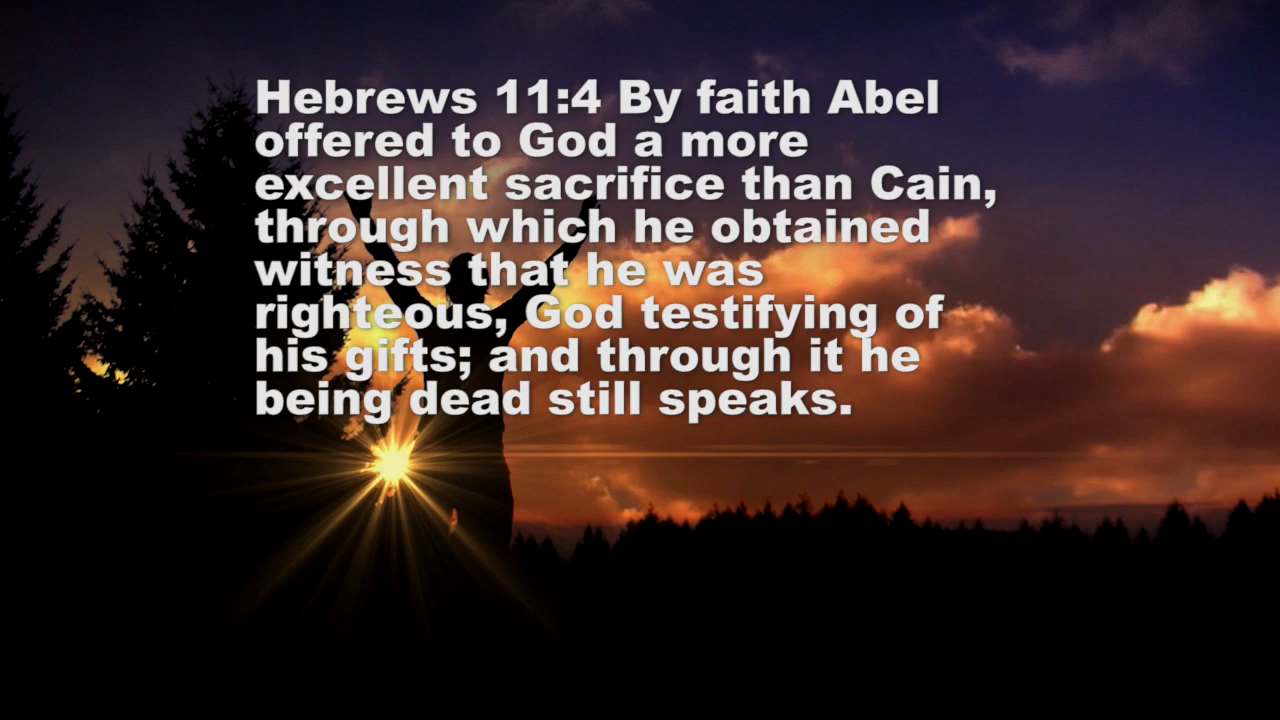 Hebrews 11:4 By faith Abel
offered to God a more
excellent sacrifice than Cain,
through which he obtained
witness that he was
righteous, God testifying of
his gifts; and through it he
being dead still speaks.